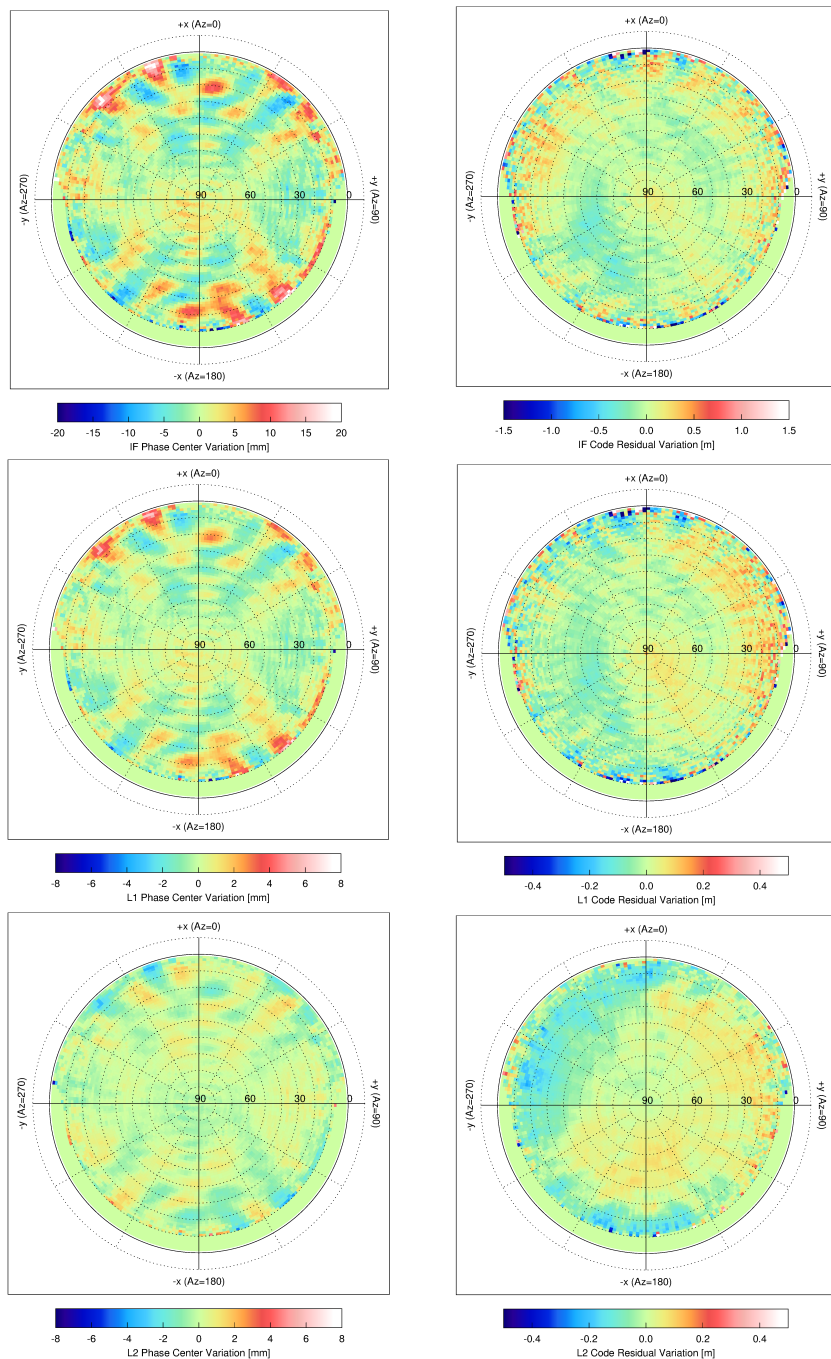 +x (Az=0)
-y (Az=270)
90 60 30 0
+y (Az=90)
-x (Az=180)
-20 -15 -10 -5 0 5 10 15 20
IF Phase Center Variation [mm]
+x (Az=0)
-y (Az=270)
90 60 30 0
+y (Az=90)
-x (Az=180)
-1.5 -1.0 -0.5 0.0 0.5 1.0 1.5
IF Code Residual Variation [m]
+x (Az=0)
-y (Az=270)
90 60 30 0
+y (Az=90)
-x (Az=180)
-8 -6 -4 -2 0 2 4 6 8
L1 Phase Center Variation [mm]
+x (Az=0)
-y (Az=270)
90 60 30 0
+y (Az=90)
-x (Az=180)
-0.4 -0.2 0.0 0.2 0.4
L1 Code Residual Variation [m]
+x (Az=0)
-y (Az=270)
90 60 30 0
+y (Az=90)
-x (Az=180)
-8 -6 -4 -2 0 2 4 6 8
L2 Phase Center Variation [mm]
+x (Az=0)
-y (Az=270)
90 60 30 0
+y (Az=90)
-x (Az=180)
-0.4 -0.2 0.0 0.2 0.4
L2 Code Residual Variation [m]